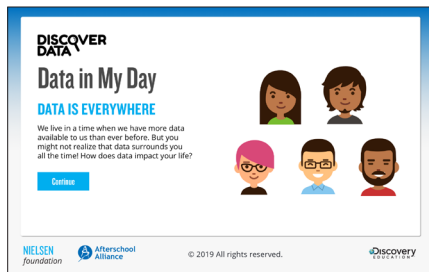 DISCOVER
DATA
Data in My Day
DATA IS EVERYWHERE
We live in a time when we have more data
available to us than ever before. But you
might not realize that data surrounds you
all the time! How does data impact your life?
Continue
NIELSEN
foundation
Afterschool
Alliance
© 2019 All rights reserved.
Discovery
EDUCATION